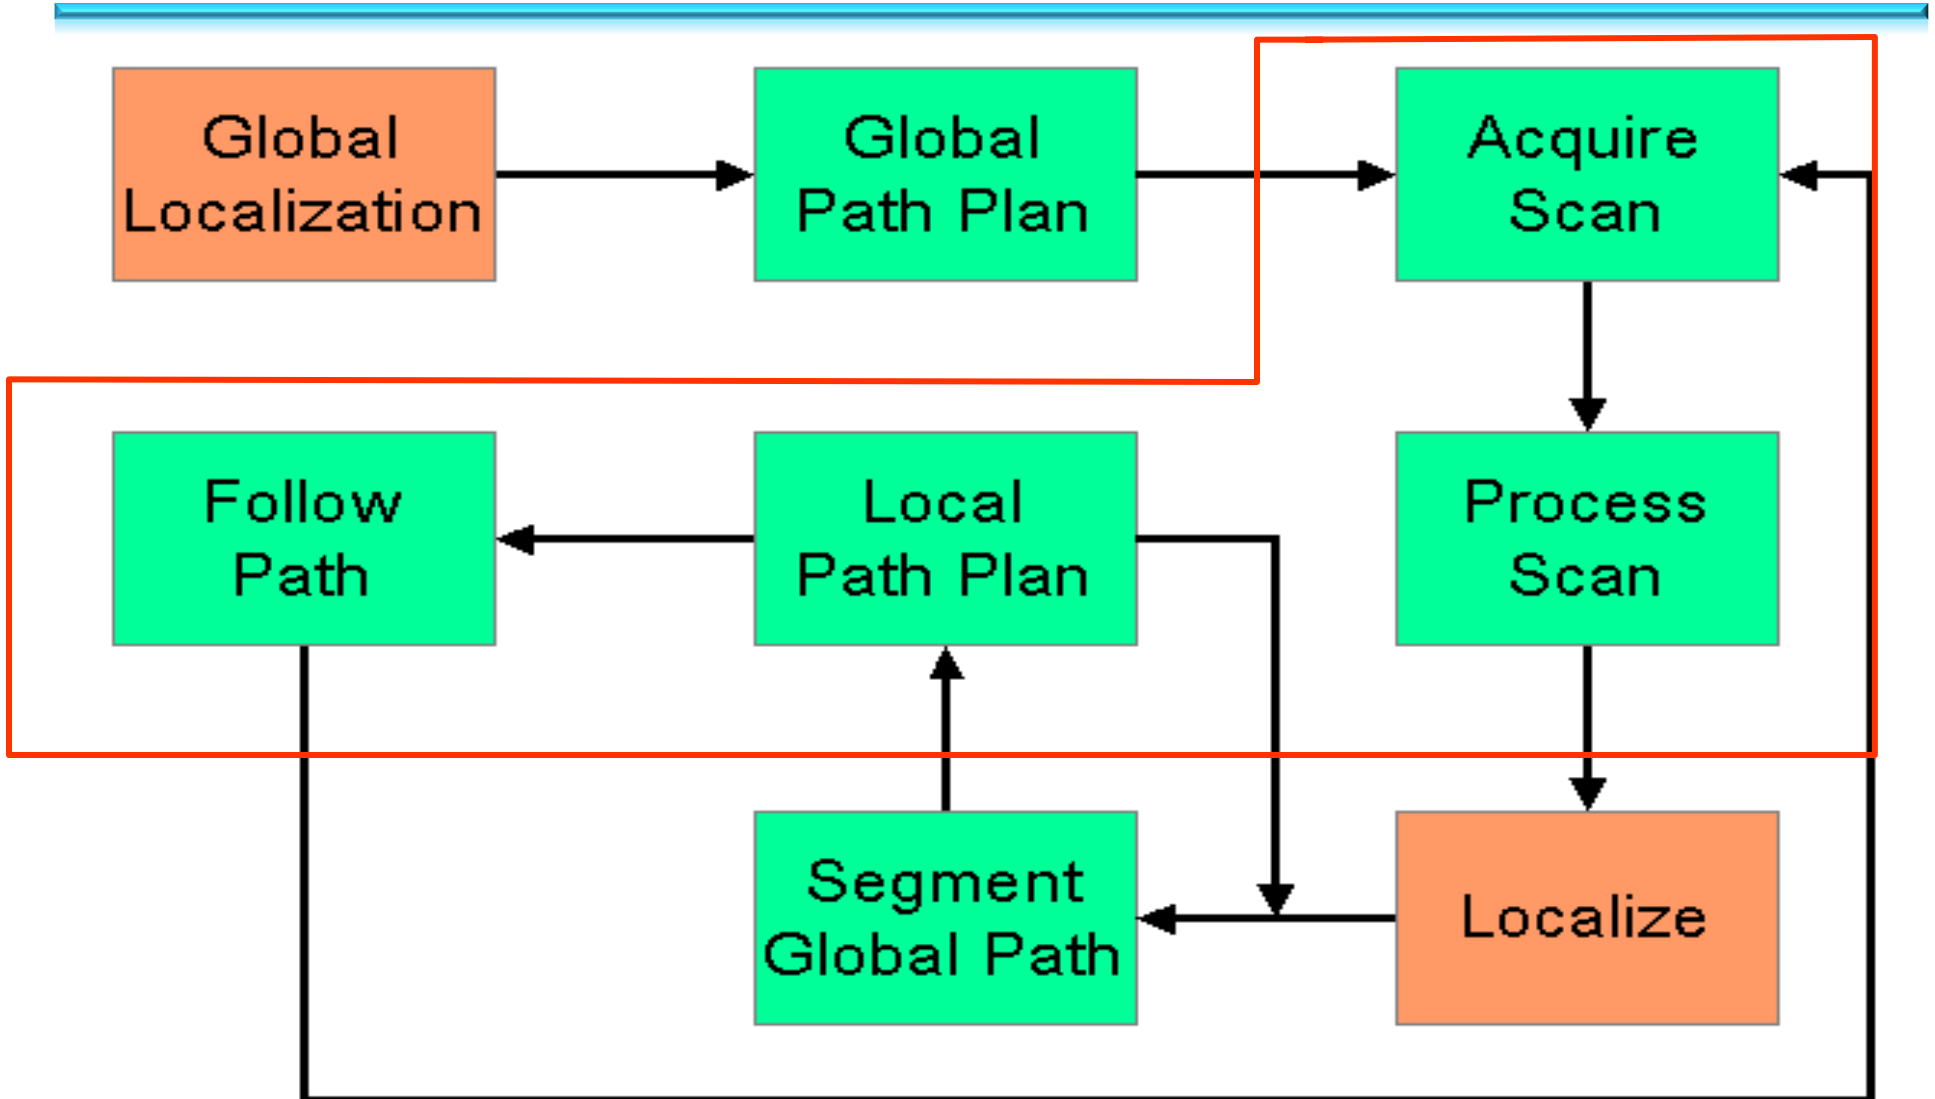 Global
Localization
Global
Path Plan
Acquire
Scan
Follow
Path
Local
Path Plan
Process
Scan
Segment
Global Path
Localize